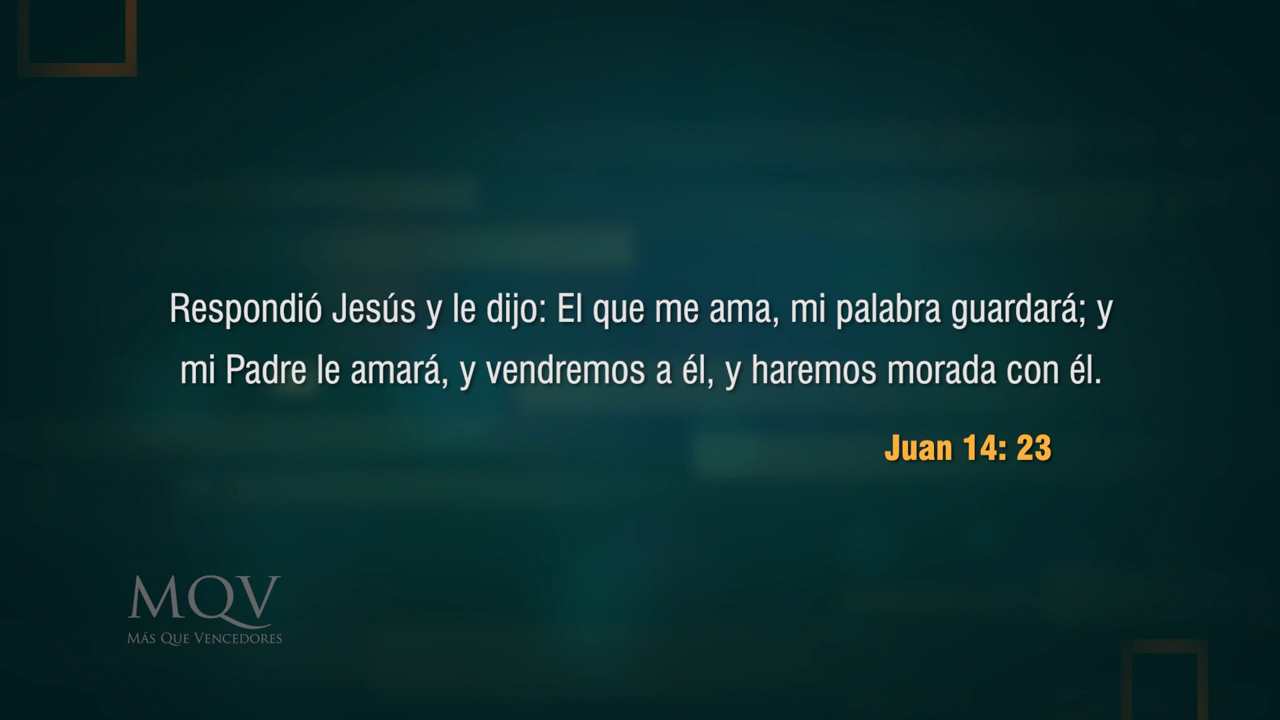 Respondió Jesús y le dijo: El que me ama, mi palabra guardará; y
mi Padre le amará, y vendremos a él, y haremos morada con él.
Juan 14: 23
MQV
MÁS QUE VENCEDORES